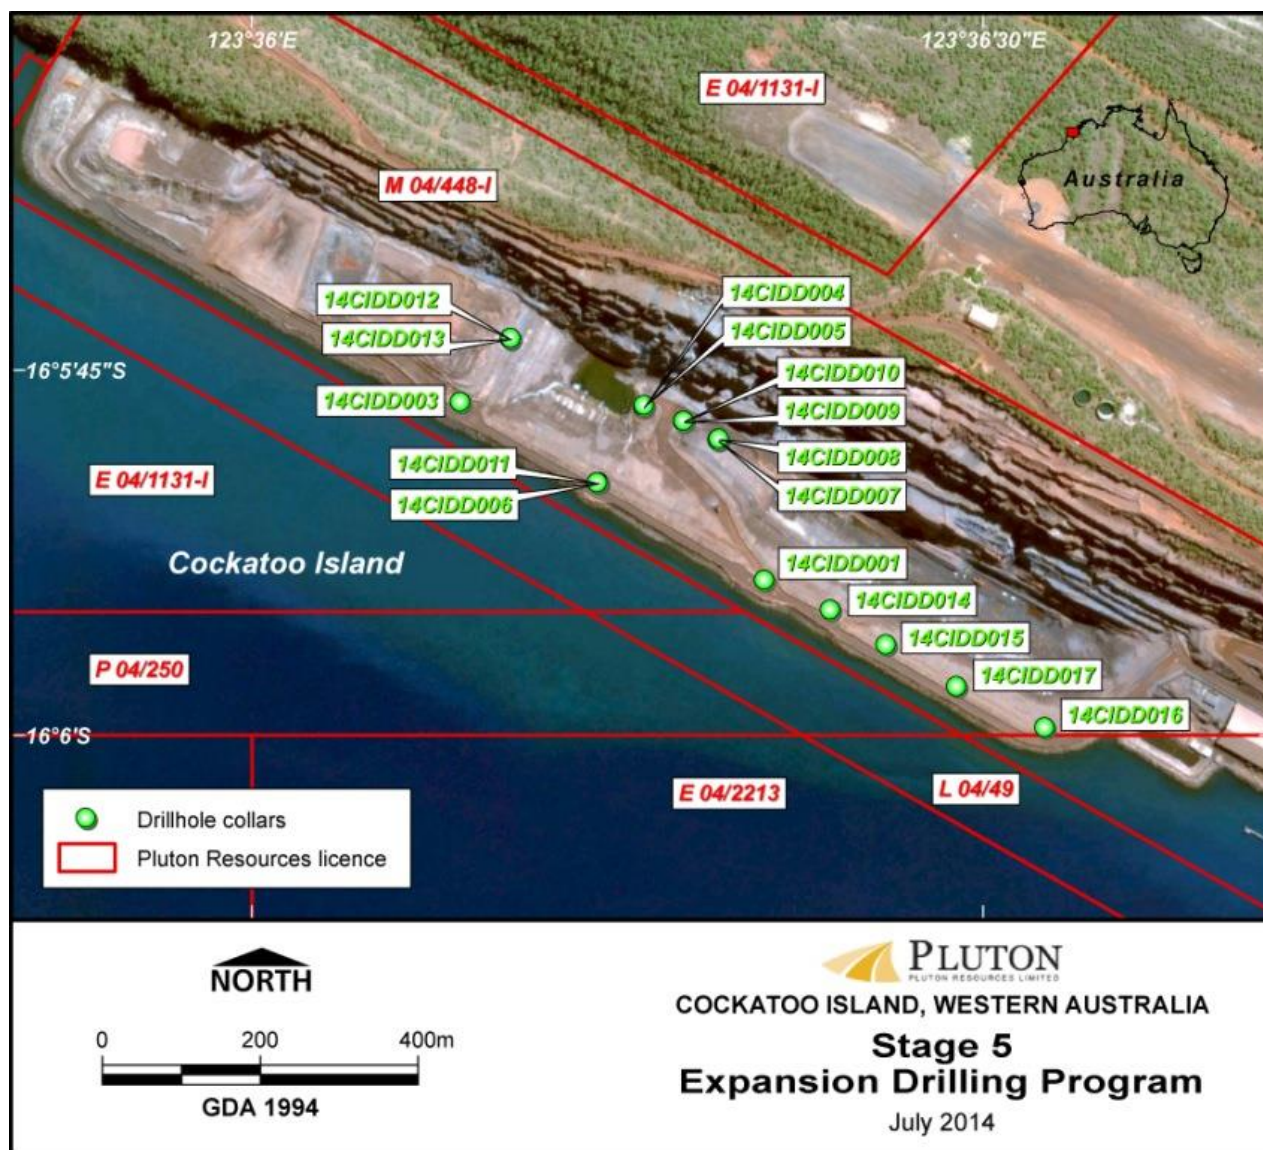 123°36'E
123°36'30"E
E 04/1131-I
M 04/448-I
Australia
14CIDD012
14CIDD004
14CIDD013
14CIDD005
16°5'45"S
14CIDD010
14CIDD003
14CIDD009
14CIDD011
14CIDD008
E 04/1131-I
14CIDD006
14CIDD007
Cockatoo Island
14CIDD001
14CIDD014
14CIDD015
P 04/250
14CIDD017
14CIDD016
16°6'S
E 04/2213
L 04/49
Drillhole collars
Pluton Resources licence
NORTH
0 200 400m
GDA 1994
PLUTON
PLUTON RESOURCES LIMITED
COCKATOO ISLAND, WESTERN AUSTRALIA
Stage 5
Expansion Drilling Program
July 2014